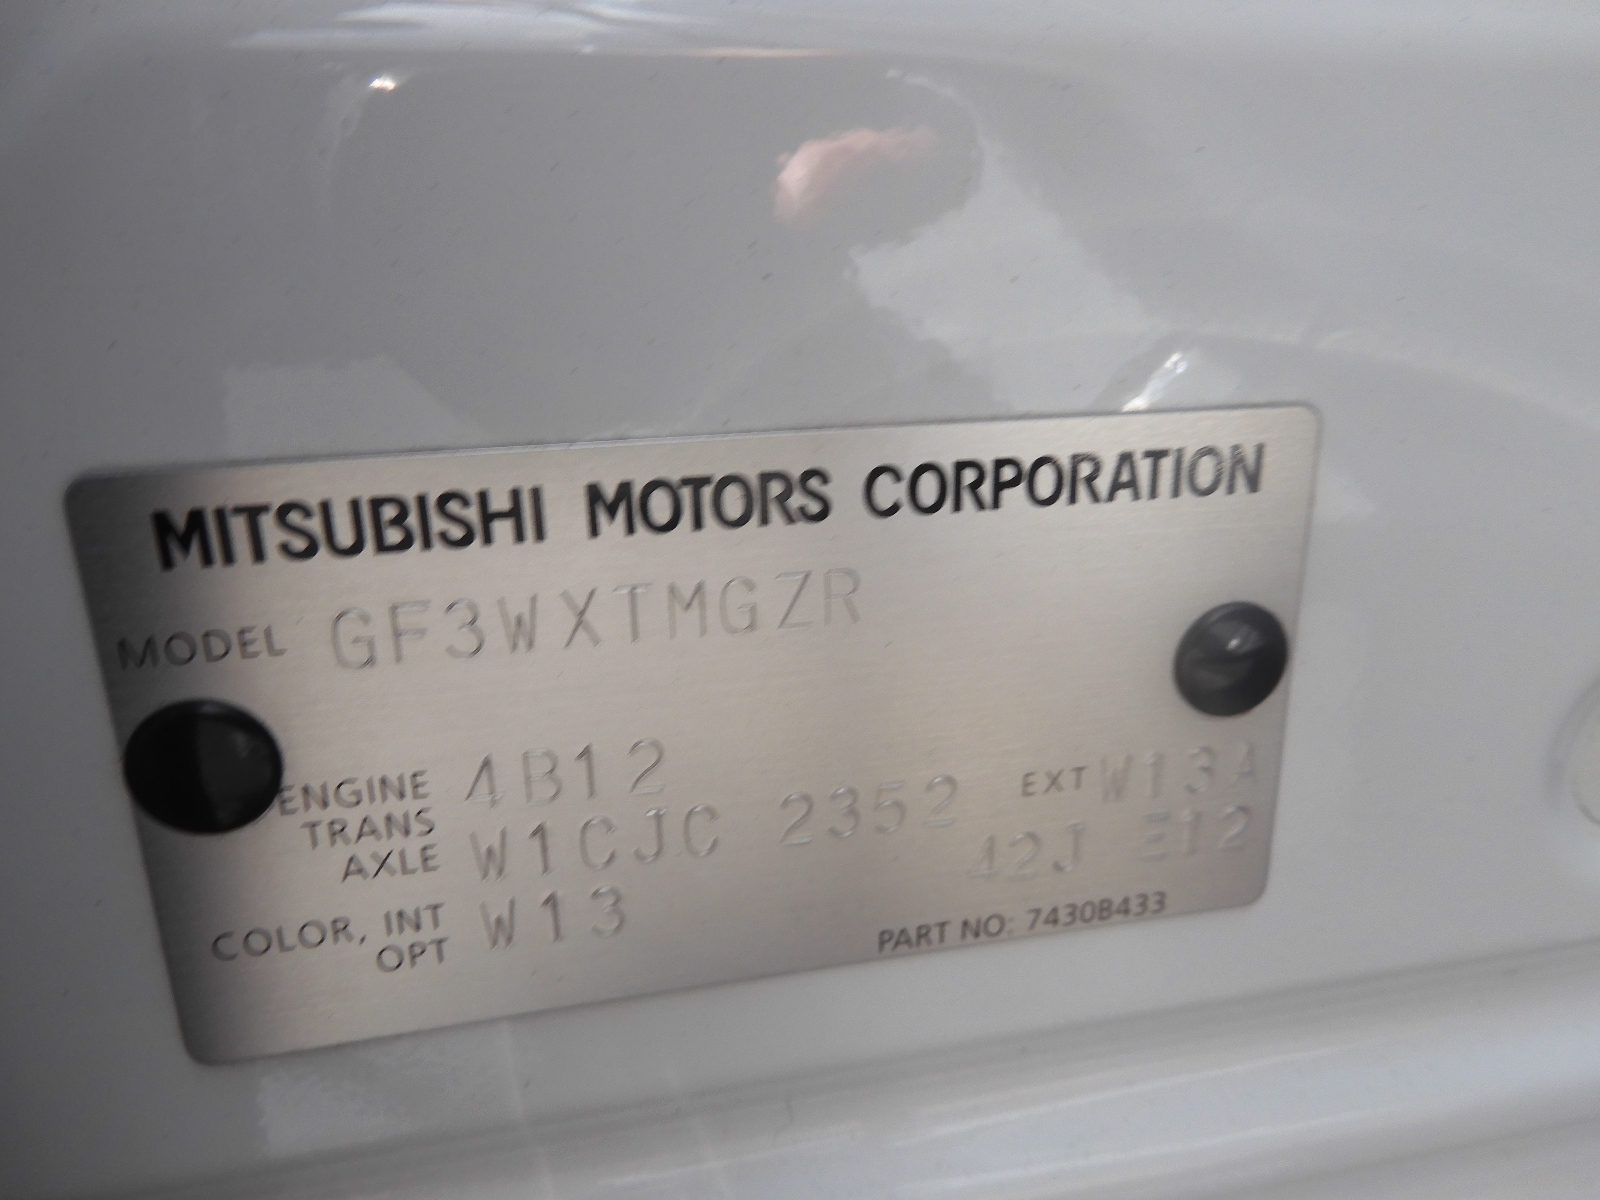 MITSUBISHI MOTORS CORPORATION
MODEL GF3WXTMGZR
ENGINE 4B12 EXT W13A
TRANS AXLE W1CJC 2352 42J E12
COLOR, INT OPT W13
PART NO: 7430B433